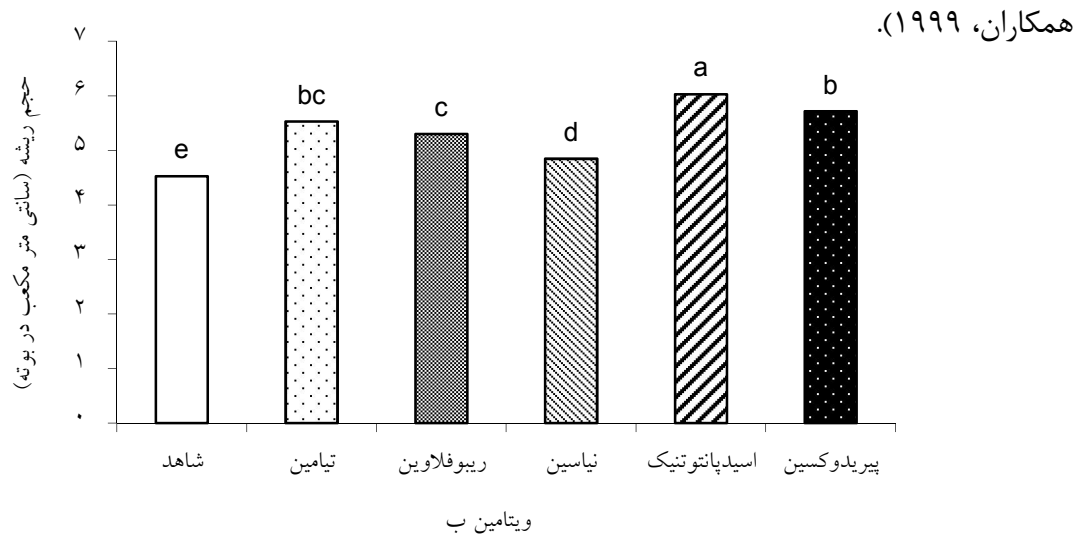 همکاران، ۱۹۹۹).
حجم ریشه (سانتی متر مکعب در بوته)
۷
۶
۵
۴
۳
۲
۱
۰
e
bc
c
d
a
b
شاهد
تیامین
ریبوفلاوین
نیاسین
اسیدپانتوتنیک
پیریدوکسین
ویتامین ب